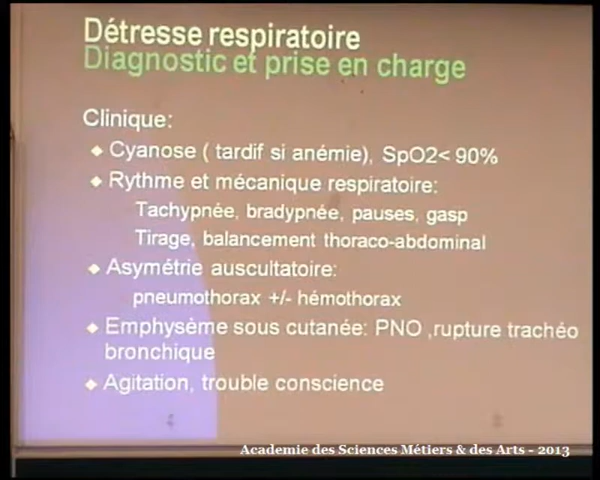 Détresse respiratoire
Diagnostic et prise en charge
Clinique:
Cyanose ( tardif si anémie), SpO2< 90%
Rythme et mécanique respiratoire:
Tachypnée, bradypnée, pauses, gasp
Tirage, balancement thoraco-abdominal
Asymétrie auscultatoire:
pneumothorax +/- hémothorax
Emphysème sous cutanée: PNO ,rupture trachéo
bronchique
Agitation, trouble conscience
Academie des Sciences Métiers & des Arts - 2013